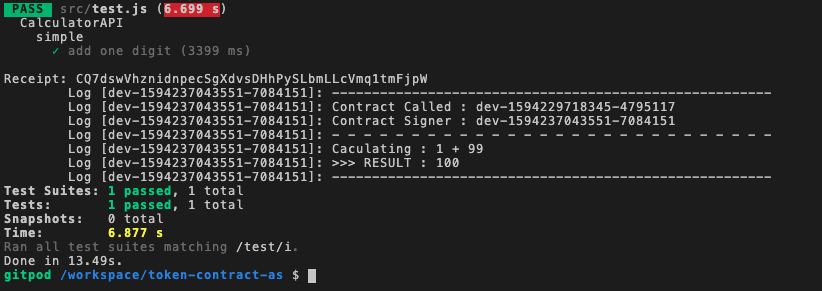 PASS src/test.js (6.699 s)
CalculatorAPI
simple
✓ add one digit (3399 ms)
Receipt: CQ7dswVhznidnpecSgXdvsDHhPySLbmLLcVmq1tmFjpW
Log [dev-1594237043551-7084151]: -------------------------------------------------------
Log [dev-1594237043551-7084151]: Contract Called : dev-1594229718345-4795117
Log [dev-1594237043551-7084151]: Contract Signer : dev-1594237043551-7084151
Log [dev-1594237043551-7084151]: - - - - - - - - - - - - - - - - - - - - - - - - - - - -
Log [dev-1594237043551-7084151]: Caculating : 1 + 99
Log [dev-1594237043551-7084151]: >>> RESULT : 100
Log [dev-1594237043551-7084151]: -------------------------------------------------------
Test Suites: 1 passed, 1 total
Tests: 1 passed, 1 total
Snapshots: 0 total
Time: 6.877 s
Ran all test suites matching /test/i.
Done in 13.49s.
gitpod /workspace/token-contract-as $